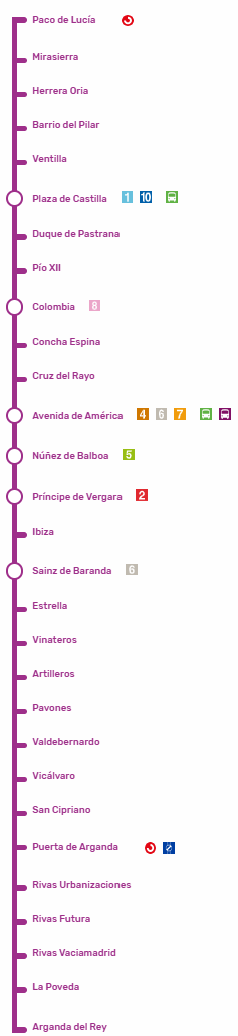 Paco de Lucía
Mirasierra
Herrera Oria
Barrio del Pilar
Ventilla
Plaza de Castilla 1 10
Duque de Pastrana
Pío XII
Colombia 8
Concha Espina
Cruz del Rayo
Avenida de América 4 6 7
Núñez de Balboa 5
Príncipe de Vergara 2
Ibiza
Sainz de Baranda 6
Estrella
Vinateros
Artilleros
Pavones
Valdebernardo
Vicálvaro
San Cipriano
Puerta de Arganda
Rivas Urbanizaciones
Rivas Futura
Rivas Vaciamadrid
La Poveda
Arganda del Rey